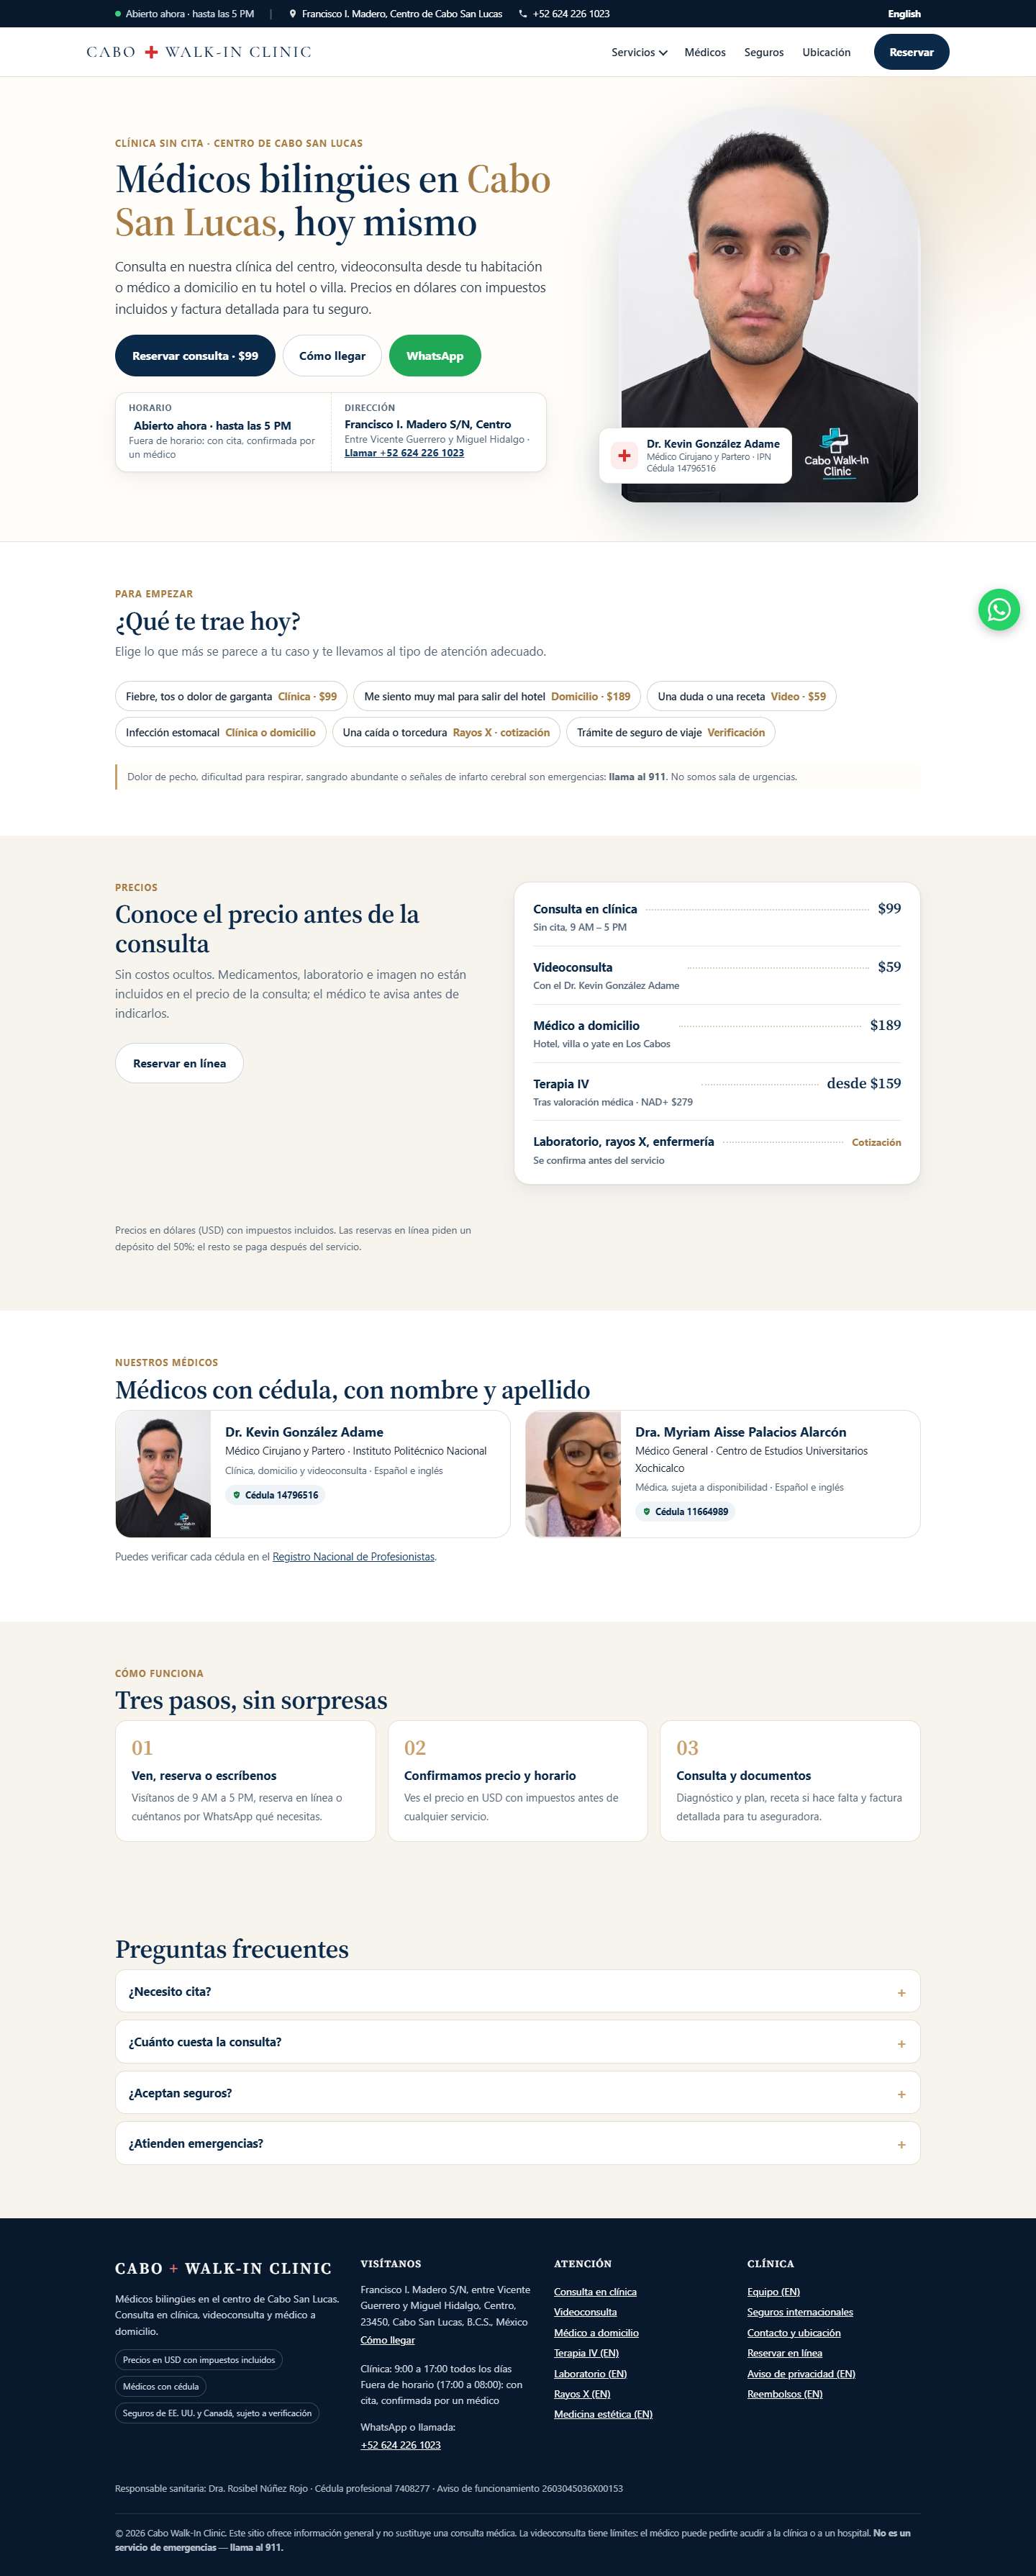 Abierto ahora · hasta las 5 PM | Francisco I. Madero, Centro de Cabo San Lucas +52 624 226 1023 English
CABO + WALK-IN CLINIC Servicios Médicos Seguros Ubicación Reservar
CLÍNICA SIN CITA · CENTRO DE CABO SAN LUCAS
Médicos bilingües en Cabo
San Lucas, hoy mismo
Consulta en nuestra clínica del centro, videoconsulta desde tu habitación
o médico a domicilio en tu hotel o villa. Precios en dólares con impuestos
incluidos y factura detallada para tu seguro.
Reservar consulta · $99 Cómo llegar WhatsApp
HORARIO
Abierto ahora · hasta las 5 PM
Fuera de horario: con cita, confirmada por
un médico
DIRECCIÓN
Francisco I. Madero S/N, Centro
Entre Vicente Guerrero y Miguel Hidalgo ·
Llamar +52 624 226 1023
Dr. Kevin González Adame
Médico Cirujano y Partero · IPN
Cédula 14796516
Cabo Walk-In
Clinic
PARA EMPEZAR
¿Qué te trae hoy?
Elige lo que más se parece a tu caso y te llevamos al tipo de atención adecuado.
Fiebre, tos o dolor de garganta Clínica · $99 Me siento muy mal para salir del hotel Domicilio · $189 Una duda o una receta Video · $59
Infección estomacal Clínica o domicilio Una caída o torcedura Rayos X · cotización Trámite de seguro de viaje Verificación
Dolor de pecho, dificultad para respirar, sangrado abundante o señales de infarto cerebral son emergencias: llama al 911. No somos sala de urgencias.
PRECIOS
Conoce el precio antes de la
consulta
Sin costos ocultos. Medicamentos, laboratorio e imagen no están
incluidos en el precio de la consulta; el médico te avisa antes de
indicarlos.
Reservar en línea
Consulta en clínica $99
Sin cita, 9 AM – 5 PM
Videoconsulta $59
Con el Dr. Kevin González Adame
Médico a domicilio $189
Hotel, villa o yate en Los Cabos
Terapia IV desde $159
Tras valoración médica · NAD+ $279
Laboratorio, rayos X, enfermería Cotización
Se confirma antes del servicio
Precios en dólares (USD) con impuestos incluidos. Las reservas en línea piden un
depósito del 50%; el resto se paga después del servicio.
NUESTROS MÉDICOS
Médicos con cédula, con nombre y apellido
Dr. Kevin González Adame
Médico Cirujano y Partero · Instituto Politécnico Nacional
Clínica, domicilio y videoconsulta · Español e inglés
Cédula 14796516
Cabo Walk-In
Clinic
Dra. Myriam Aisse Palacios Alarcón
Médico General · Centro de Estudios Universitarios
Xochicalco
Médica, sujeta a disponibilidad · Español e inglés
Cédula 11664989
Puedes verificar cada cédula en el Registro Nacional de Profesionistas.
CÓMO FUNCIONA
Tres pasos, sin sorpresas
01
Ven, reserva o escríbenos
Visítanos de 9 AM a 5 PM, reserva en línea o
cuéntanos por WhatsApp qué necesitas.
02
Confirmamos precio y horario
Ves el precio en USD con impuestos antes de
cualquier servicio.
03
Consulta y documentos
Diagnóstico y plan, receta si hace falta y factura
detallada para tu aseguradora.
Preguntas frecuentes
¿Necesito cita? +
¿Cuánto cuesta la consulta? +
¿Aceptan seguros? +
¿Atienden emergencias? +
CABO + WALK-IN CLINIC
Médicos bilingües en el centro de Cabo San Lucas.
Consulta en clínica, videoconsulta y médico a
domicilio.
Precios en USD con impuestos incluidos
Médicos con cédula
Seguros de EE. UU. y Canadá, sujeto a verificación
VISÍTANOS
Francisco I. Madero S/N, entre Vicente
Guerrero y Miguel Hidalgo, Centro,
23450, Cabo San Lucas, B.C.S., México
Cómo llegar
Clínica: 9:00 a 17:00 todos los días
Fuera de horario (17:00 a 08:00): con
cita, confirmada por un médico
WhatsApp o llamada:
+52 624 226 1023
ATENCIÓN
Consulta en clínica
Videoconsulta
Médico a domicilio
Terapia IV (EN)
Laboratorio (EN)
Rayos X (EN)
Medicina estética (EN)
CLÍNICA
Equipo (EN)
Seguros internacionales
Contacto y ubicación
Reservar en línea
Aviso de privacidad (EN)
Reembolsos (EN)
Responsable sanitaria: Dra. Rosibel Núñez Rojo · Cédula profesional 7408277 · Aviso de funcionamiento 2603045036X00153
© 2026 Cabo Walk-In Clinic. Este sitio ofrece información general y no sustituye una consulta médica. La videoconsulta tiene límites: el médico puede pedirte acudir a la clínica o a un hospital. No es un
servicio de emergencias — llama al 911.